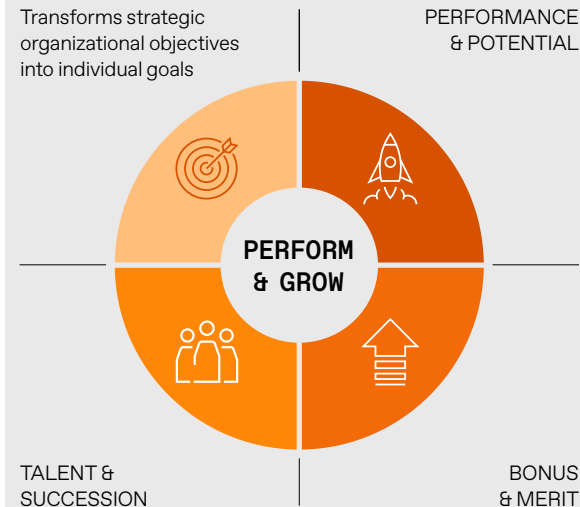 Transforms strategic
organizational objectives
into individual goals
PERFORMANCE
& POTENTIAL
PERFORM
& GROW
TALENT &
SUCCESSION
BONUS
& MERIT